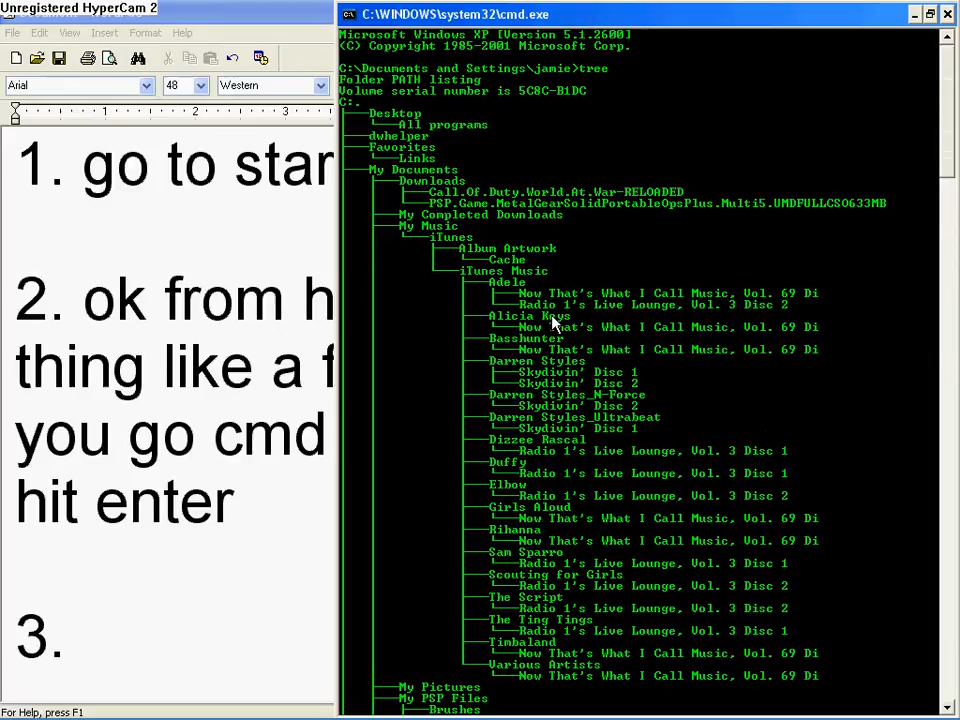 Unregistered HyperCam 2
File Edit View Insert Format Help
Arial 48 Western
1 2 3
1. go to star
2. ok from h
thing like a f
you go cmd
hit enter
3.
For Help, press F1
C:\WINDOWS\system32\cmd.exe
Microsoft Windows XP [Version 5.1.2600]
(C) Copyright 1985-2001 Microsoft Corp.
C:\Documents and Settings\jamie>tree
Folder PATH listing
Volume serial number is 5C8C-B1DC
C:.
Desktop
All programs
dwhelper
Favorites
Links
My Documents
Downloads
Call.Of.Duty.World.At.War-RELOADED
PSP.Game.MetalGearSolidPortableOpsPlus.Multi5.UMDFULLCSO633MB
My Completed Downloads
My Music
iTunes
Album Artwork
Cache
iTunes Music
Adele
Now That's What I Call Music, Vol. 69 Di
Radio 1's Live Lounge, Vol. 3 Disc 2
Alicia Keys
Now That's What I Call Music, Vol. 69 Di
Basshunter
Now That's What I Call Music, Vol. 69 Di
Darren Styles
Skydivin' Disc 1
Skydivin' Disc 2
Darren Styles_N-Force
Skydivin' Disc 2
Darren Styles_Ultrabeat
Skydivin' Disc 1
Dizzee Rascal
Radio 1's Live Lounge, Vol. 3 Disc 1
Duffy
Radio 1's Live Lounge, Vol. 3 Disc 1
Elbow
Radio 1's Live Lounge, Vol. 3 Disc 2
Girls Aloud
Now That's What I Call Music, Vol. 69 Di
Rihanna
Now That's What I Call Music, Vol. 69 Di
Sam Sparro
Radio 1's Live Lounge, Vol. 3 Disc 1
Scouting for Girls
Radio 1's Live Lounge, Vol. 3 Disc 2
The Script
Radio 1's Live Lounge, Vol. 3 Disc 2
The Ting Tings
Radio 1's Live Lounge, Vol. 3 Disc 1
Timbaland
Now That's What I Call Music, Vol. 69 Di
Various Artists
Now That's What I Call Music, Vol. 69 Di
My Pictures
My PSP Files
Brushes